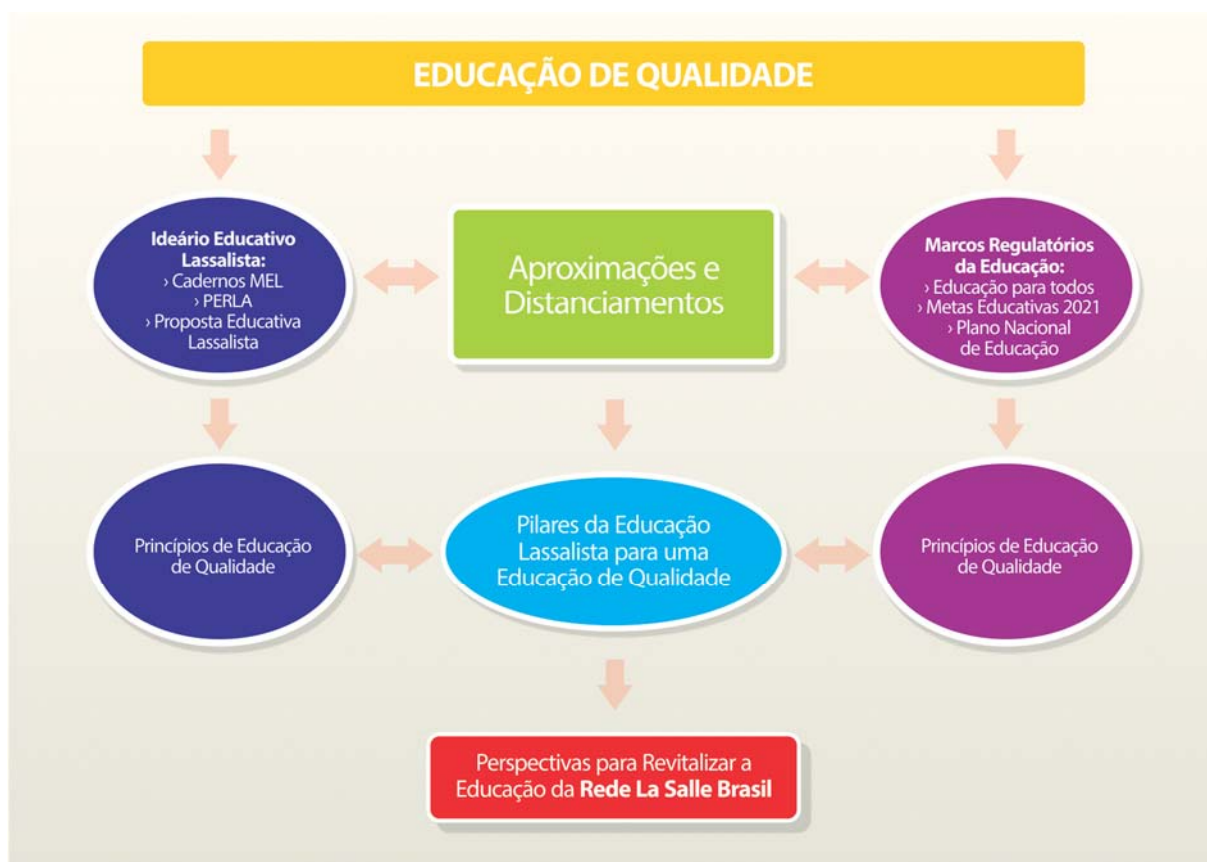 EDUCAÇÃO DE QUALIDADE
Ideário Educativo
Lassalista:
› Cadernos MEL
› PERLA
› Proposta Educativa
Lassalista
Aproximações e
Distanciamentos
Marcos Regulatórios
da Educação:
› Educação para todos
› Metas Educativas 2021
› Plano Nacional
de Educação
Princípios de Educação
de Qualidade
Pilares da Educação
Lassalista para uma
Educação de Qualidade
Princípios de Educação
de Qualidade
Perspectivas para Revitalizar a
Educação da Rede La Salle Brasil